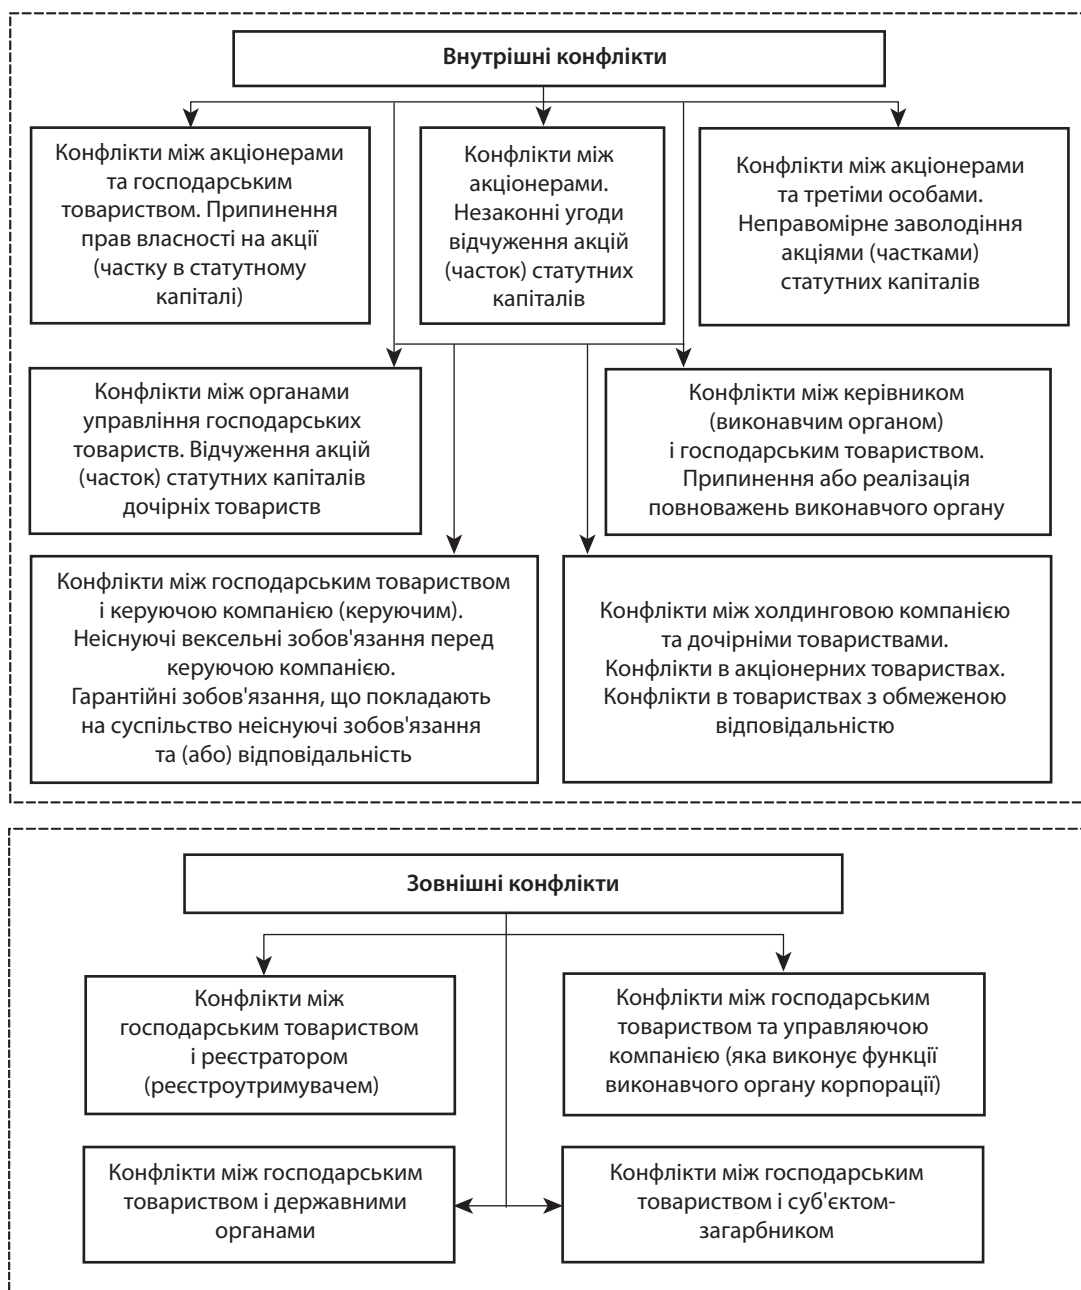 Внутрішні конфлікти
Конфлікти між акціонерами
та господарським
товариством. Припинення
прав власності на акції
(частку в статутному
капіталі)
Конфлікти між
акціонерами.
Незаконні угоди
відчуження акцій
(часток) статутних
капіталів
Конфлікти між акціонерами
та третіми особами.
Неправомірне заволодіння
акціями (частками)
статутних капіталів
Конфлікти між органами
управління господарських
товариств. Відчуження акцій
(часток) статутних капіталів
дочірніх товариств
Конфлікти між керівником
(виконавчим органом)
і господарським товариством.
Припинення або реалізація
повноважень виконавчого органу
Конфлікти між господарським товариством
і керуючою компанією (керуючим).
Неіснуючі вексельні зобов'язання перед
керуючою компанією.
Гарантійні зобов'язання, що покладають
на суспільство неіснуючі зобов'язання
та (або) відповідальність
Конфлікти між холдинговою компанією
та дочірніми товариствами.
Конфлікти в акціонерних товариствах.
Конфлікти в товариствах з обмеженою
відповідальністю
Зовнішні конфлікти
Конфлікти між
господарським товариством
і реєстратором
(реєстроутримувачем)
Конфлікти між господарським
товариством та управляючою
компанією (яка виконує функції
виконавчого органу корпорації)
Конфлікти між господарським
товариством і державними
органами
Конфлікти між господарським
товариством і суб'єктом-
загарбником